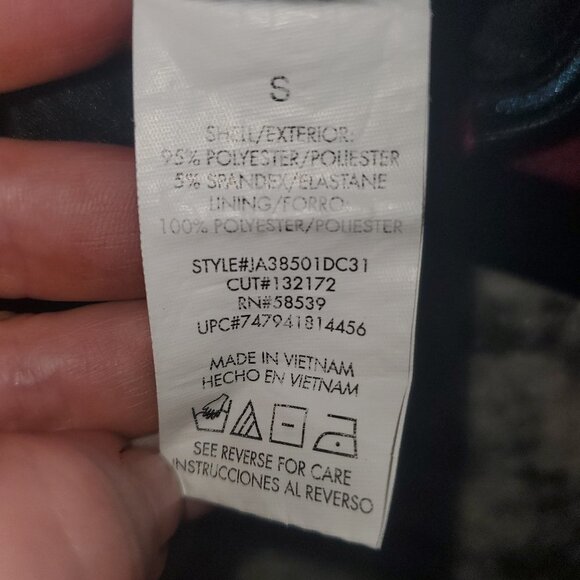 S
SHELL/EXTERIOR:
95% POLYESTER/POLIESTER
5% SPANDEX/ELASTANE
LINING/FORRO:
100% POLYESTER/POLIESTER
STYLE#JA38501DC31
CUT#132172
RN#58539
UPC#747941814456
MADE IN VIETNAM
HECHO EN VIETNAM
SEE REVERSE FOR CARE
INSTRUCCIONES AL REVERSO